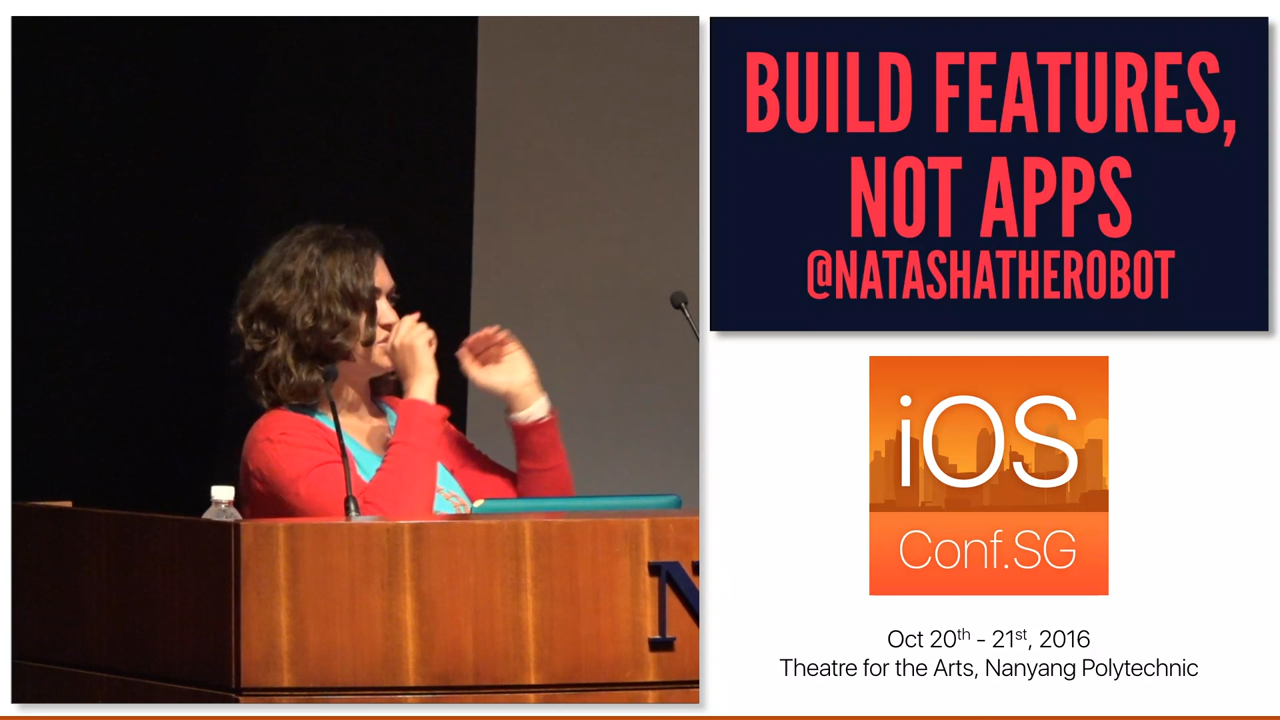 BUILD FEATURES,
NOT APPS
@NATASHATHEROBOT
iOS
Conf.SG
N
Oct 20th - 21st, 2016
Theatre for the Arts, Nanyang Polytechnic